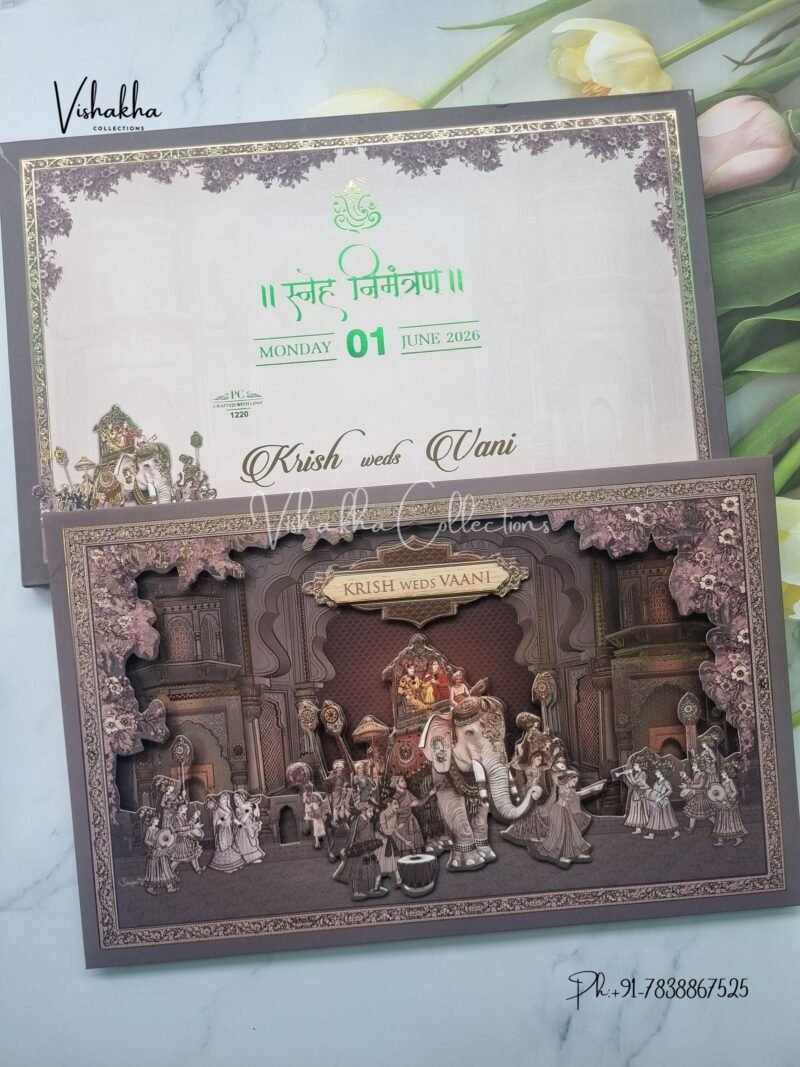 Vishakha
COLLECTIONS
॥ स्नेह निमंत्रण ॥
MONDAY 01 JUNE 2026
PC
CRAFTED WITH LOVE
1220
Krish weds Vani
Vishakha Collections
KRISH WEDS VAANI
Ph:+91-7838867525